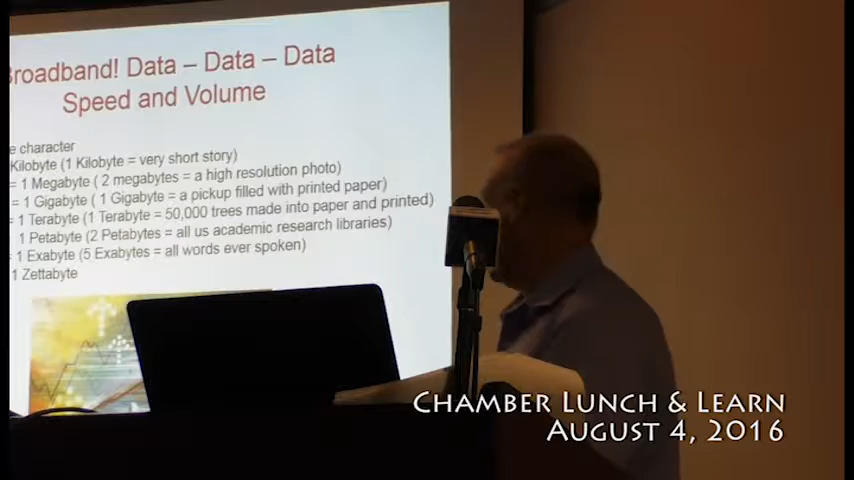 Broadband! Data – Data – Data
Speed and Volume
e character
Kilobyte (1 Kilobyte = very short story)
= 1 Megabyte ( 2 megabytes = a high resolution photo)
= 1 Gigabyte ( 1 Gigabyte = a pickup filled with printed paper)
= 1 Terabyte (1 Terabyte = 50,000 trees made into paper and printed)
1 Petabyte (2 Petabytes = all us academic research libraries)
= 1 Exabyte (5 Exabytes = all words ever spoken)
1 Zettabyte
CHAMBER LUNCH & LEARN
AUGUST 4, 2016